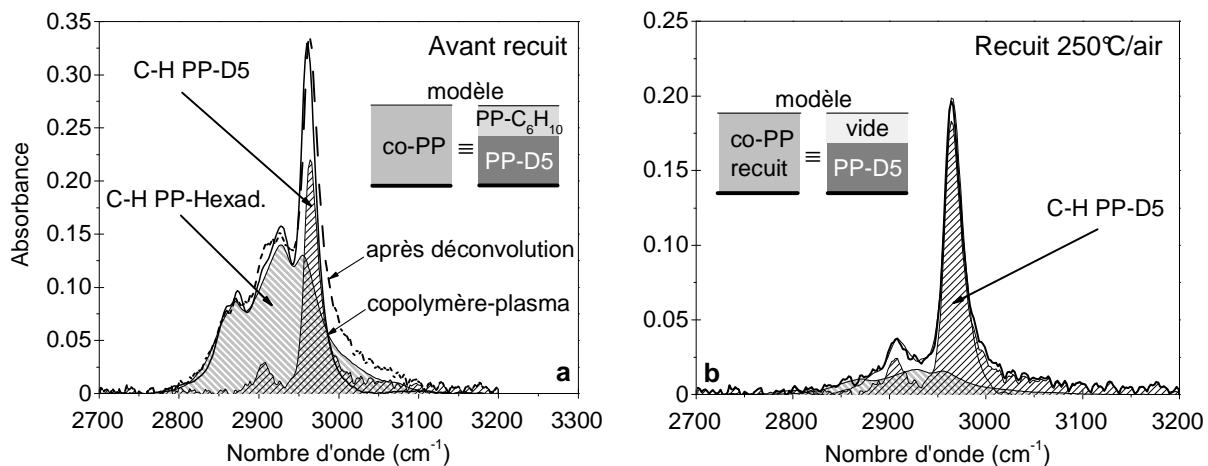 Absorbance
0.35
0.30
0.25
0.20
0.15
0.10
0.05
0
2700 2800 2900 3000 3100 3200 3300
Nombre d'onde (cm-1)
Avant recuit
C-H PP-D5
modèle
co-PP
≡
PP-C6H10
PP-D5
C-H PP-Hexad.
après déconvolution
copolymère-plasma
a
0.25
0.20
0.15
0.10
0.05
0
2700 2800 2900 3000 3100 3200
Nombre d'onde (cm-1)
Recuit 250°C/air
modèle
co-PP
recuit
≡
vide
PP-D5
C-H PP-D5
b